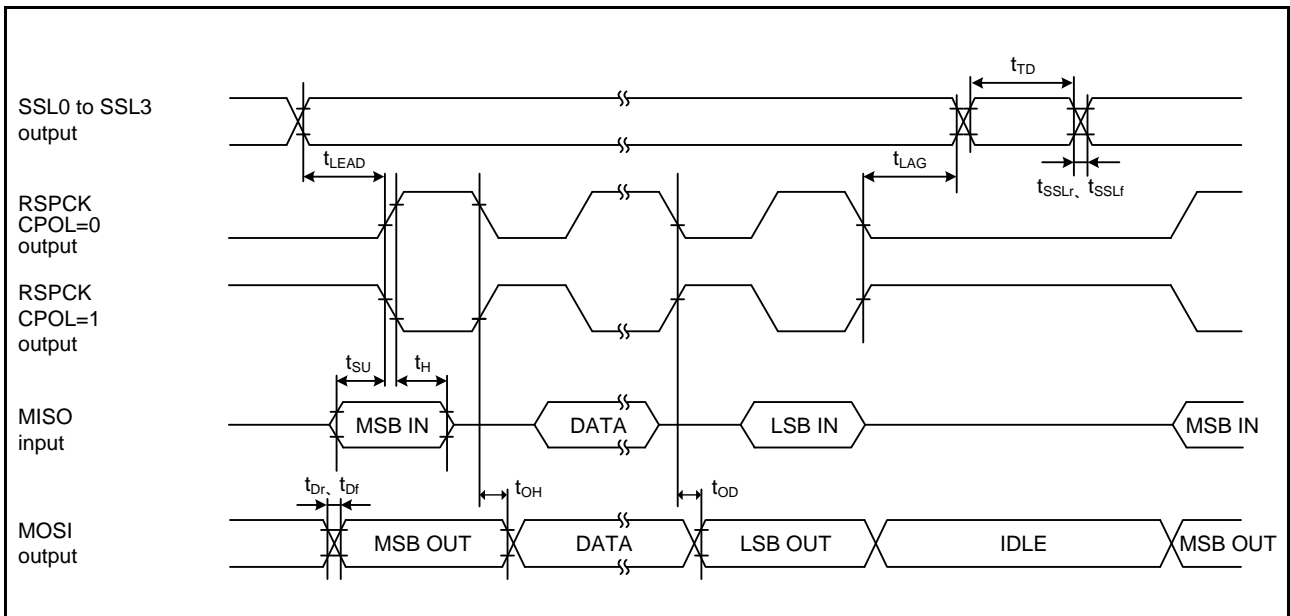 tTD
SSL0 to SSL3
output
tLEAD
tLAG
tSSLr、tSSLf
RSPCK
CPOL=0
output
RSPCK
CPOL=1
output
tSU
tH
MISO
input
MSB IN
DATA
LSB IN
MSB IN
tDr、tDf
tOH
tOD
MOSI
output
MSB OUT
DATA
LSB OUT
IDLE
MSB OUT